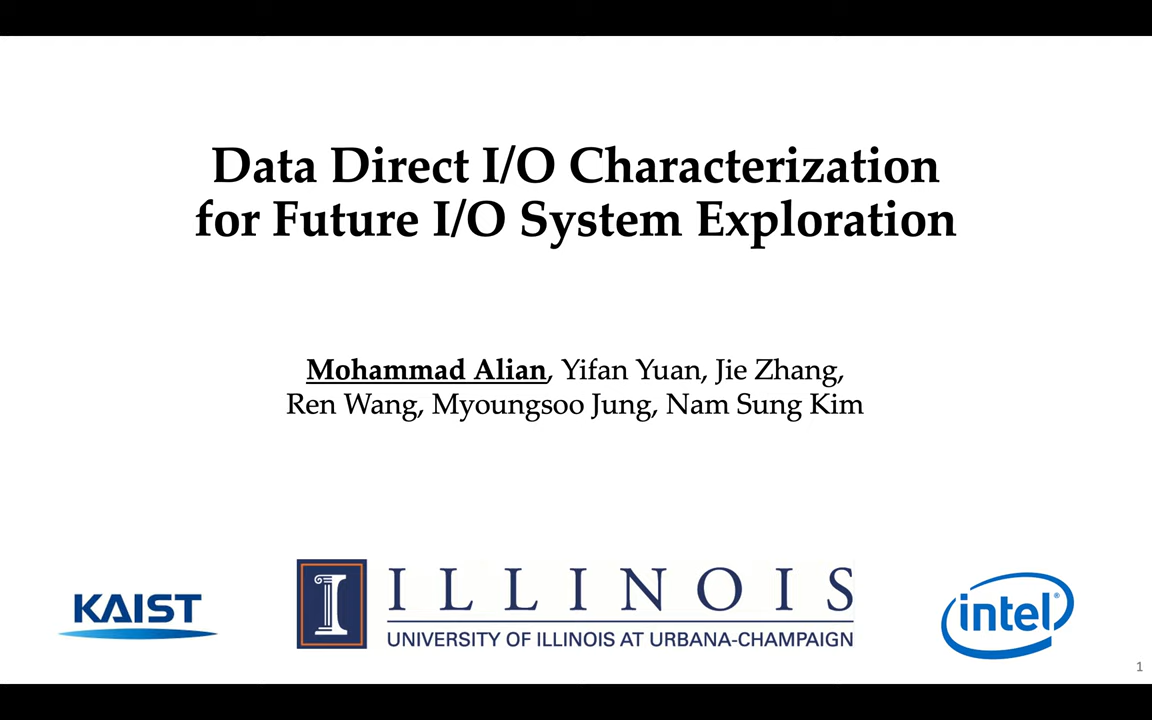 Data Direct I/O Characterization
for Future I/O System Exploration
Mohammad Alian, Yifan Yuan, Jie Zhang,
Ren Wang, Myoungsoo Jung, Nam Sung Kim
KAIST
I
ILLINOIS
UNIVERSITY OF ILLINOIS AT URBANA-CHAMPAIGN
intel®
1